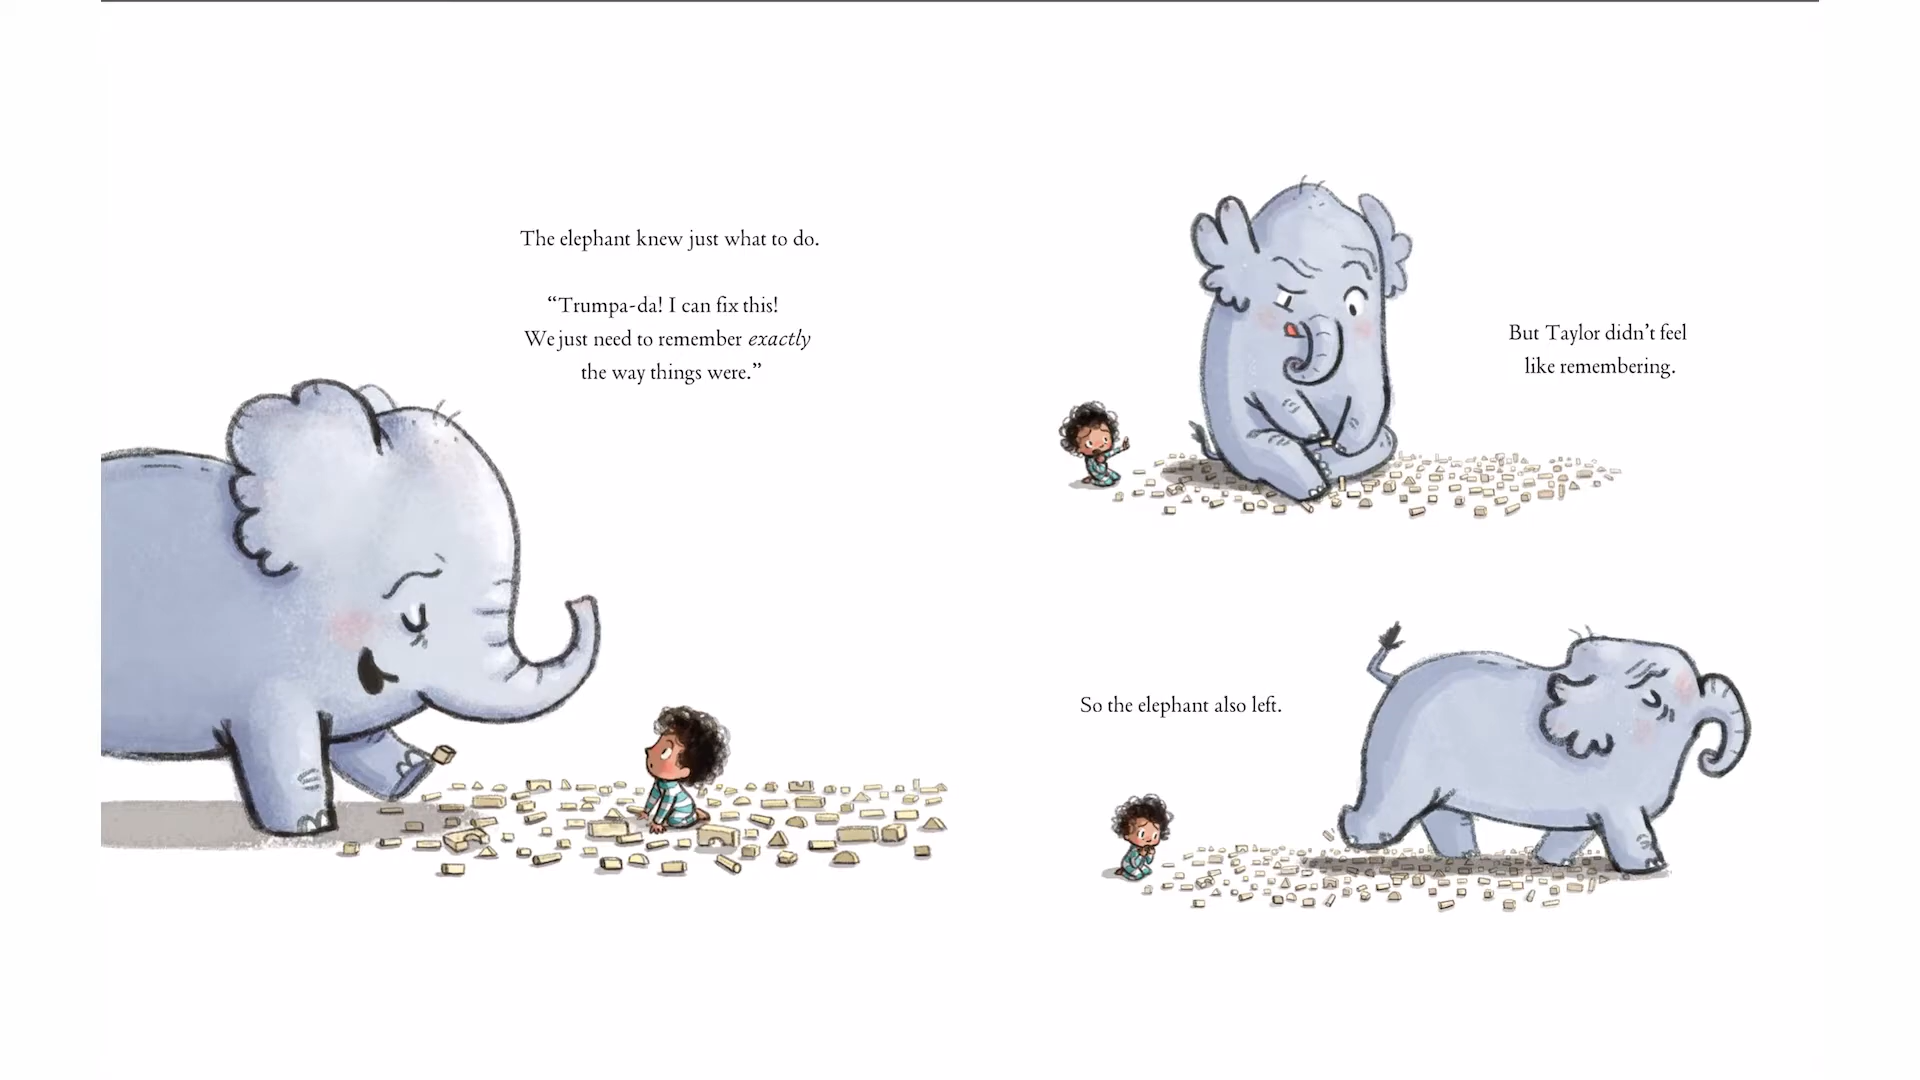 The elephant knew just what to do.
“Trumpa-da! I can fix this!
We just need to remember exactly
the way things were.”
But Taylor didn’t feel
like remembering.
So the elephant also left.